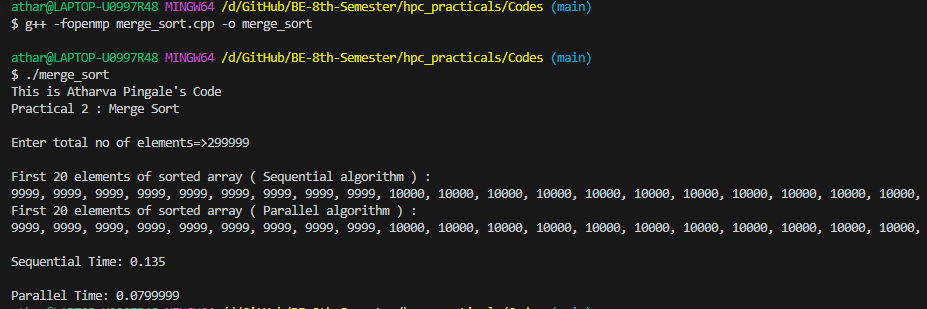 athar@LAPTOP-U0997R48 MINGW64 /d/GitHub/BE-8th-Semester/hpc_practicals/Codes (main)
$ g++ -fopenmp merge_sort.cpp -o merge_sort
athar@LAPTOP-U0997R48 MINGW64 /d/GitHub/BE-8th-Semester/hpc_practicals/Codes (main)
$ ./merge_sort
This is Atharva Pingale's Code
Practical 2 : Merge Sort
Enter total no of elements=>299999
First 20 elements of sorted array ( Sequential algorithm ) :
9999, 9999, 9999, 9999, 9999, 9999, 9999, 9999, 9999, 10000, 10000, 10000, 10000, 10000, 10000, 10000, 10000, 10000, 10000, 10000,
First 20 elements of sorted array ( Parallel algorithm ) :
9999, 9999, 9999, 9999, 9999, 9999, 9999, 9999, 9999, 10000, 10000, 10000, 10000, 10000, 10000, 10000, 10000, 10000, 10000, 10000,
Sequential Time: 0.135
Parallel Time: 0.0799999